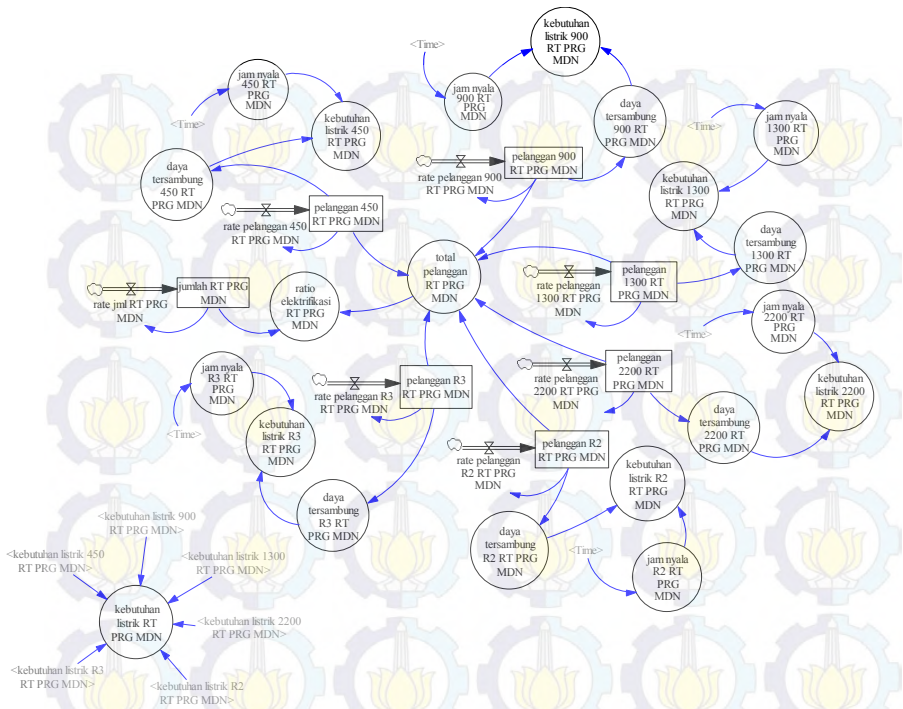 kebutuhan
listrik 900
RT PRG
MDN
<Time>
jam nyala
900 RT
PRG
MDN
daya
tersambung
900 RT
PRG MDN
pelanggan 900
RT PRG MDN
rate pelanggan 900
RT PRG MDN
jam nyala
450 RT
PRG
MDN
<Time>
kebutuhan
listrik 450
RT PRG
MDN
daya
tersambung
450 RT
PRG MDN
pelanggan 450
RT PRG MDN
rate pelanggan 450
RT PRG MDN
<Time>
jam nyala
1300 RT
PRG
MDN
kebutuhan
listrik 1300
RT PRG
MDN
daya
tersambung
1300 RT
PRG MDN
pelanggan
1300 RT
PRG MDN
rate pelanggan
1300 RT PRG
MDN
total
pelanggan
RT PRG
MDN
jumlah RT PRG
MDN
rate jml RT PRG
MDN
ratio
elektrifikasi
RT PRG
MDN
jam nyala
2200 RT
PRG
MDN
<Time>
kebutuhan
listrik 2200
RT PRG
MDN
pelanggan
2200 RT
PRG MDN
rate pelanggan
2200 RT PRG
MDN
daya
tersambung
2200 RT
PRG MDN
jam nyala
R3 RT
PRG
MDN
<Time>
pelanggan R3
RT PRG MDN
rate pelanggan R3
RT PRG MDN
kebutuhan
listrik R3
RT PRG
MDN
daya
tersambung
R3 RT
PRG MDN
pelanggan R2
RT PRG MDN
rate pelanggan
R2 RT PRG
MDN
kebutuhan
listrik R2
RT PRG
MDN
daya
tersambung
R2 RT PRG
MDN
<Time>
jam nyala
R2 RT
PRG
MDN
<kebutuhan listrik 900
RT PRG MDN>
<kebutuhan listrik 450
RT PRG MDN>
<kebutuhan listrik 1300
RT PRG MDN>
kebutuhan
listrik RT
PRG MDN
<kebutuhan listrik 2200
RT PRG MDN>
<kebutuhan listrik R3
RT PRG MDN>
<kebutuhan listrik R2
RT PRG MDN>